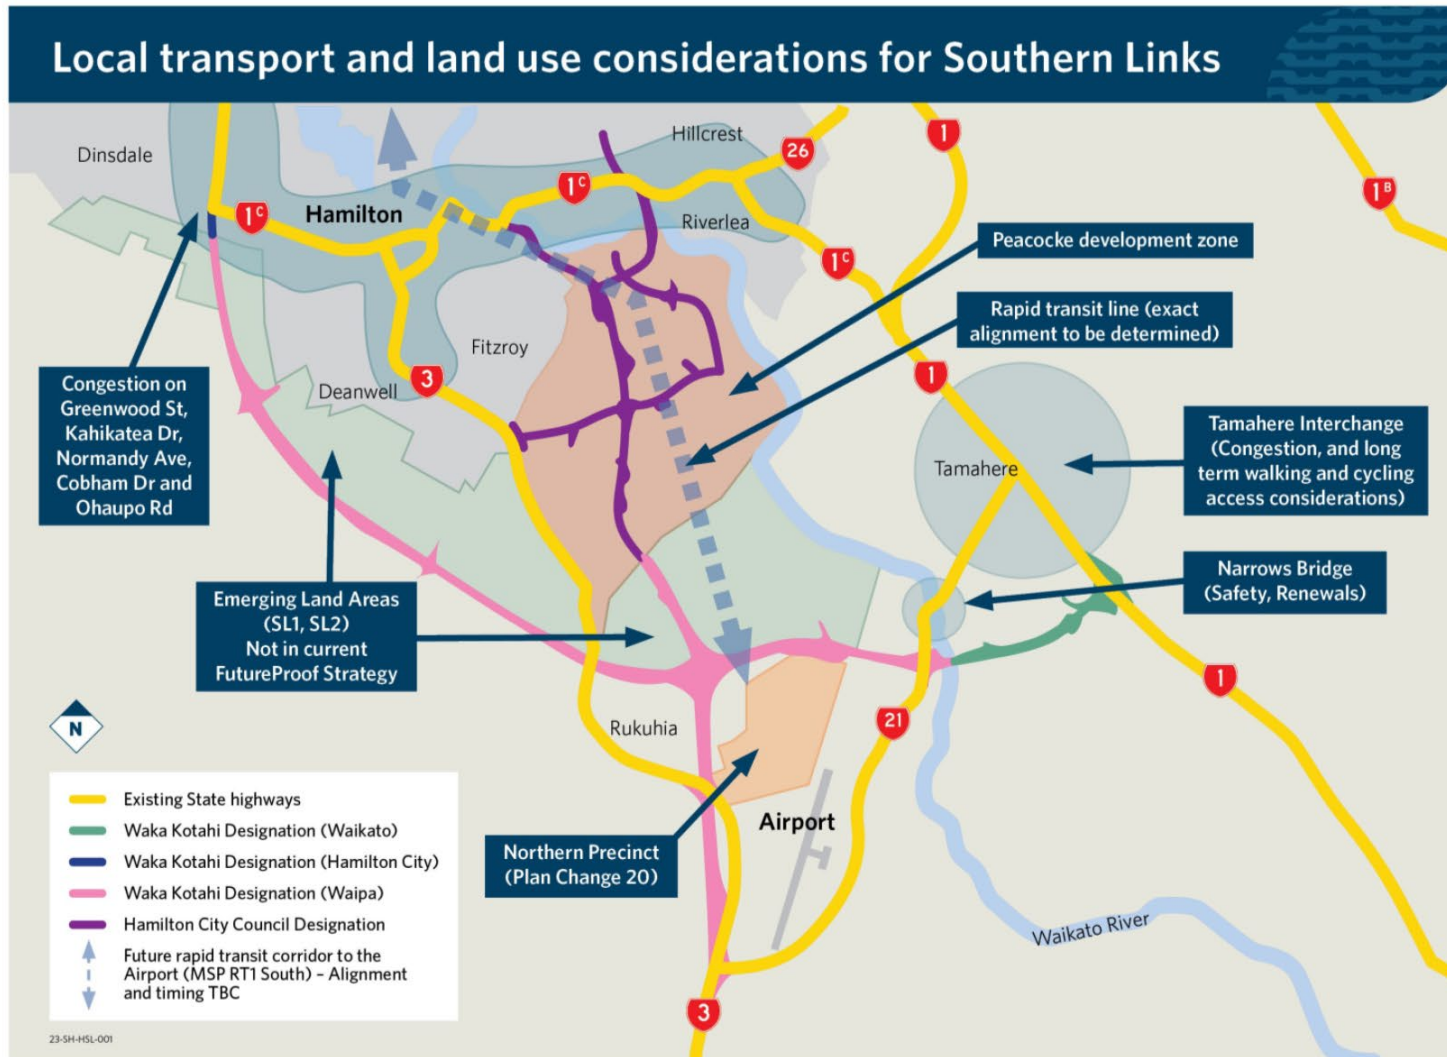 Local transport and land use considerations for Southern Links
Dinsdale
Hillcrest
26
1
1B
1C
1C
Hamilton
Riverlea
Peacocke development zone
1C
Rapid transit line (exact
alignment to be determined)
Fitzroy
Deanwell
3
1
Congestion on
Greenwood St,
Kahikatea Dr,
Normandy Ave,
Cobham Dr and
Ohaupo Rd
Tamahere Interchange
(Congestion, and long
term walking and cycling
access considerations)
Tamahere
Narrows Bridge
(Safety, Renewals)
Emerging Land Areas
(SL1, SL2)
Not in current
FutureProof Strategy
1
N
Rukuhia
21
Airport
Northern Precinct
(Plan Change 20)
Waikato River
3
Existing State highways
Waka Kotahi Designation (Waikato)
Waka Kotahi Designation (Hamilton City)
Waka Kotahi Designation (Waipa)
Hamilton City Council Designation
Future rapid transit corridor to the
Airport (MSP RT1 South) – Alignment
and timing TBC
23-SH-HSL-001